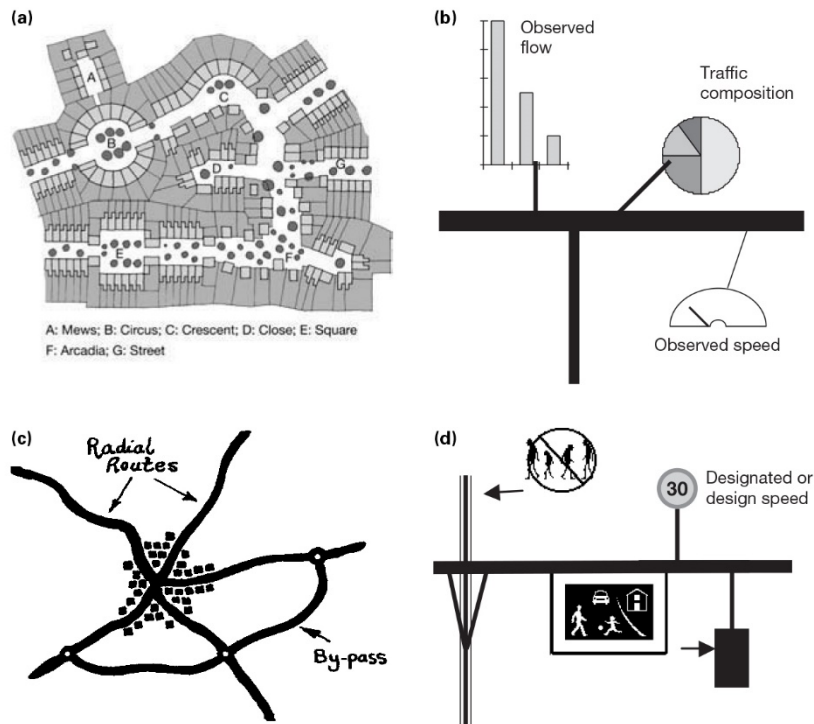 (a)
A
B
C
D
G
E
F
A: Mews; B: Circus; C: Crescent; D: Close; E: Square
F: Arcadia; G: Street
(b)
Observed
flow
Traffic
composition
Observed speed
(c)
Radial
Routes
By-pass
(d)
30
Designated or
design speed